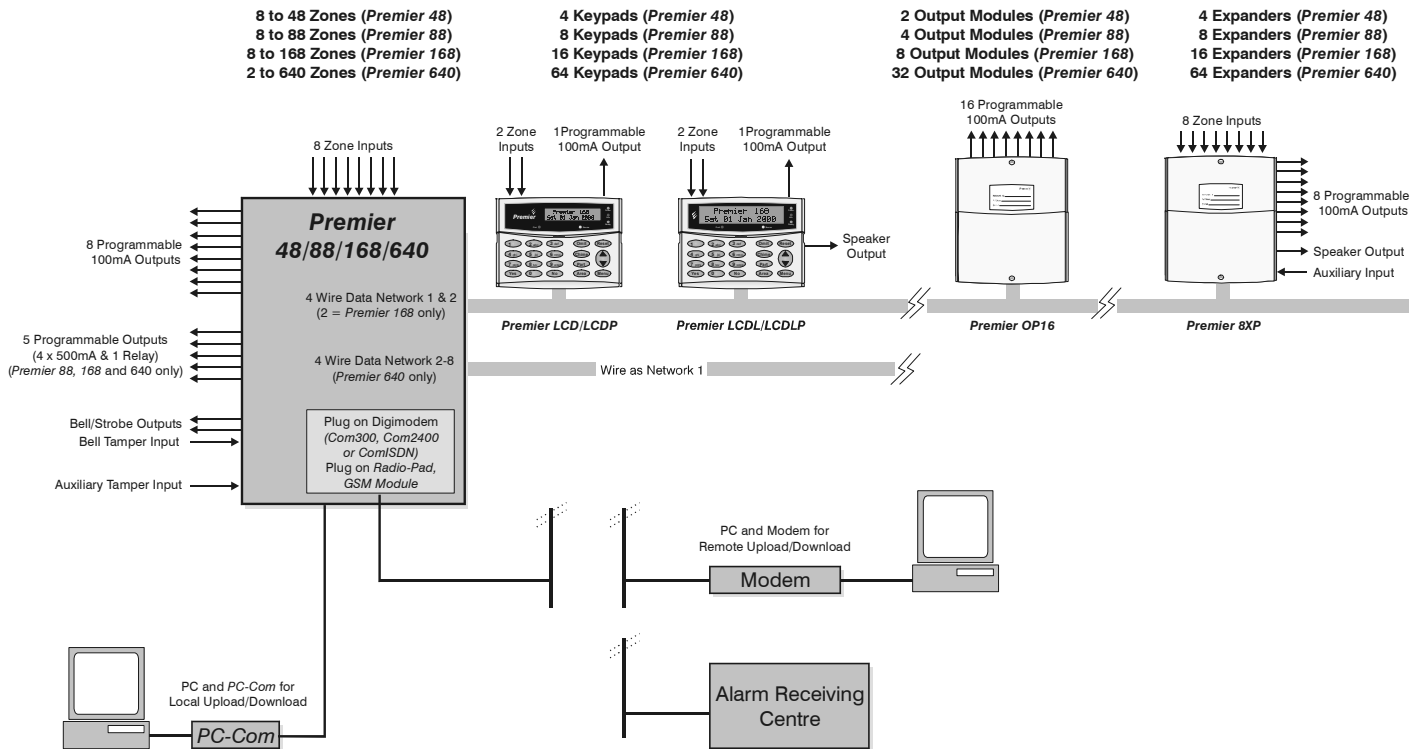 8 to 48 Zones (Premier 48)
8 to 88 Zones (Premier 88)
8 to 168 Zones (Premier 168)
2 to 640 Zones (Premier 640)
4 Keypads (Premier 48)
8 Keypads (Premier 88)
16 Keypads (Premier 168)
64 Keypads (Premier 640)
2 Output Modules (Premier 48)
4 Output Modules (Premier 88)
8 Output Modules (Premier 168)
32 Output Modules (Premier 640)
4 Expanders (Premier 48)
8 Expanders (Premier 88)
16 Expanders (Premier 168)
64 Expanders (Premier 640)
8 Zone Inputs
2 Zone
Inputs
1Programmable
100mA Output
2 Zone
Inputs
1Programmable
100mA Output
16 Programmable
100mA Outputs
8 Zone Inputs
8 Programmable
100mA Outputs
Premier
48/88/168/640
Premier
Premier 168
Sat 01 Jan 2000
Premier 168
Sat 01 Jan 2000
Speaker
Output
8 Programmable
100mA Outputs
Speaker Output
Auxiliary Input
4 Wire Data Network 1 & 2
(2 = Premier 168 only)
Premier LCD/LCDP
Premier LCDL/LCDLP
Premier OP16
Premier 8XP
5 Programmable Outputs
(4 x 500mA & 1 Relay)
(Premier 88, 168 and 640 only)
4 Wire Data Network 2-8
(Premier 640 only)
Wire as Network 1
Bell/Strobe Outputs
Bell Tamper Input
Auxiliary Tamper Input
Plug on Digimodem
(Com300, Com2400
or ComISDN)
Plug on Radio-Pad,
GSM Module
PC and Modem for
Remote Upload/Download
Modem
PC and PC-Com for
Local Upload/Download
PC-Com
Alarm Receiving
Centre